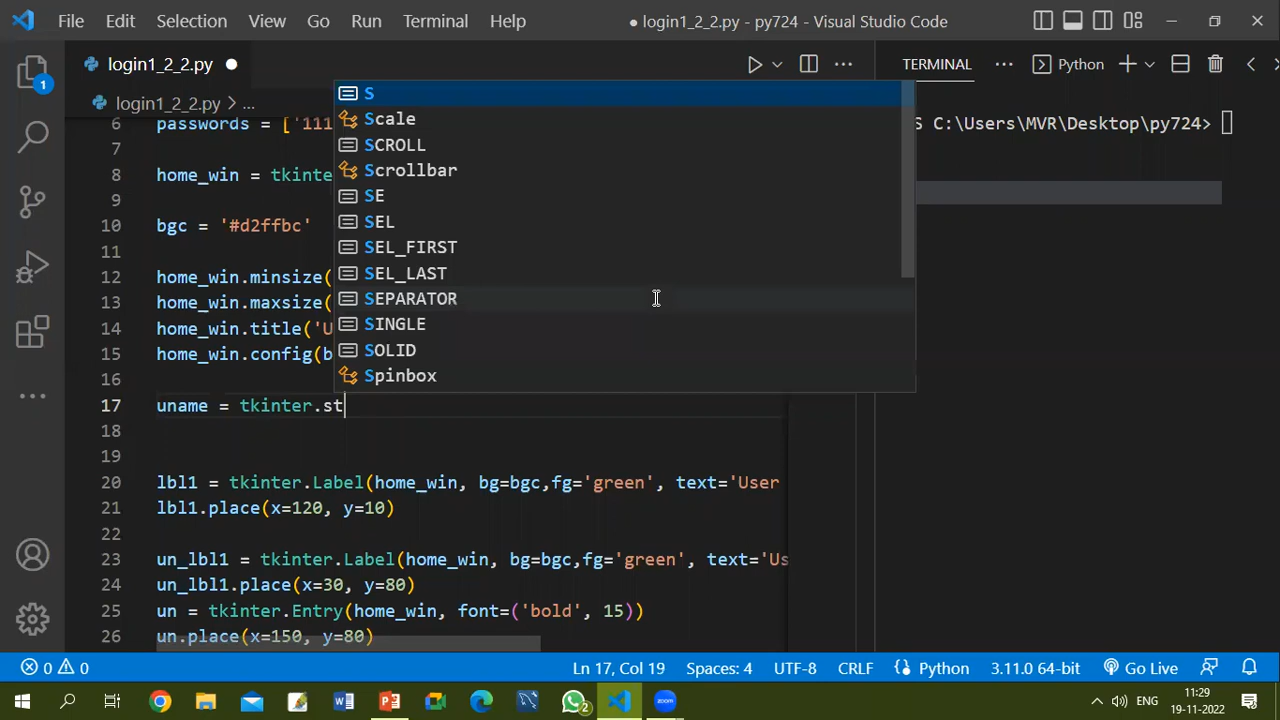 File Edit Selection View Go Run Terminal Help ● login1_2_2.py - py724 - Visual Studio Code
login1_2_2.py ●
TERMINAL ··· Python
login1_2_2.py > ...
S
Scale
SCROLL
Scrollbar
SE
SEL
SEL_FIRST
SEL_LAST
SEPARATOR
SINGLE
SOLID
Spinbox
6 passwords = ['111
7
8 home_win = tkinte
9
10 bgc = '#d2ffbc'
11
12 home_win.minsize(
13 home_win.maxsize(
14 home_win.title('U
15 home_win.config(b
16
17 uname = tkinter.st
18
19
20 lbl1 = tkinter.Label(home_win, bg=bgc,fg='green', text='User
21 lbl1.place(x=120, y=10)
22
23 un_lbl1 = tkinter.Label(home_win, bg=bgc,fg='green', text='Us
24 un_lbl1.place(x=30, y=80)
25 un = tkinter.Entry(home_win, font=('bold', 15))
26 un.place(x=150, y=80)
S C:\Users\MVR\Desktop\py724>
1
0 0 Ln 17, Col 19 Spaces: 4 UTF-8 CRLF Python 3.11.0 64-bit Go Live
2 zoom ENG 11:29
19-11-2022